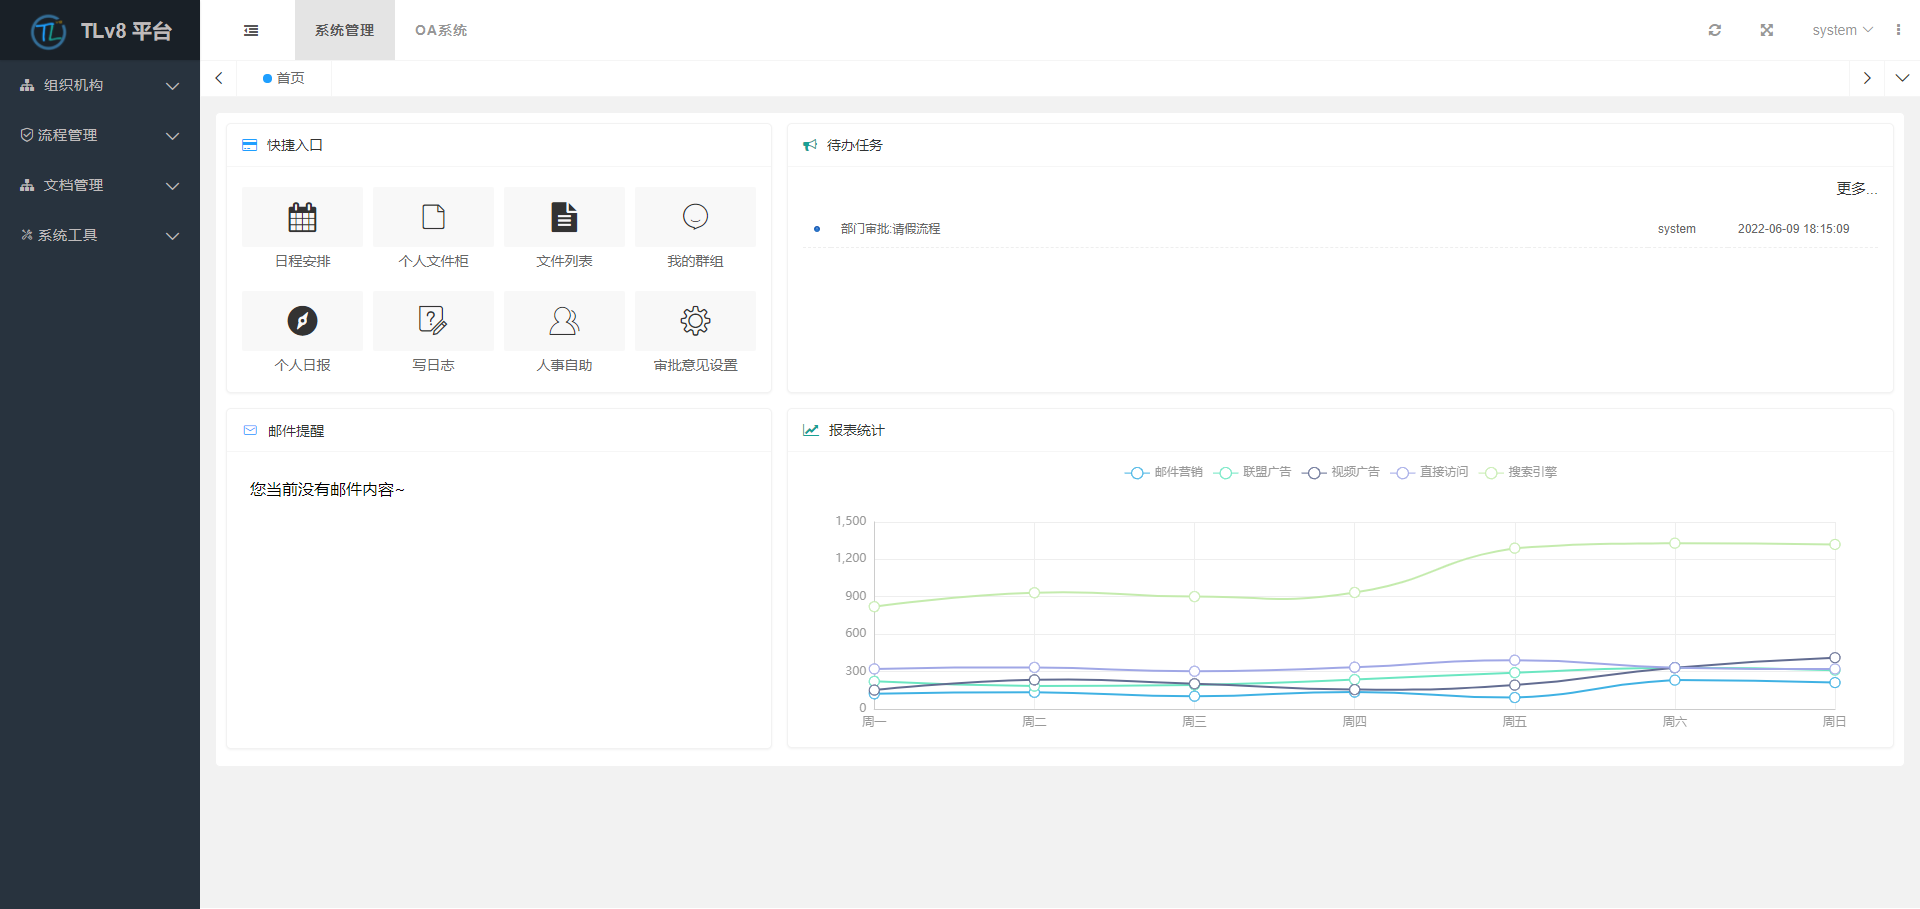 TLv8 平台
系统管理
OA系统
system
组织机构
流程管理
文档管理
系统工具
首页
快捷入口
日程安排
个人文件柜
文件列表
我的群组
个人日报
写日志
人事自助
审批意见设置
待办任务
更多...
部门审批:请假流程 system 2022-06-09 18:15:09
邮件提醒
您当前没有邮件内容~
报表统计
邮件营销 联盟广告 视频广告 直接访问 搜索引擎
1,500
1,200
900
600
300
0
周一 周二 周三 周四 周五 周六 周日